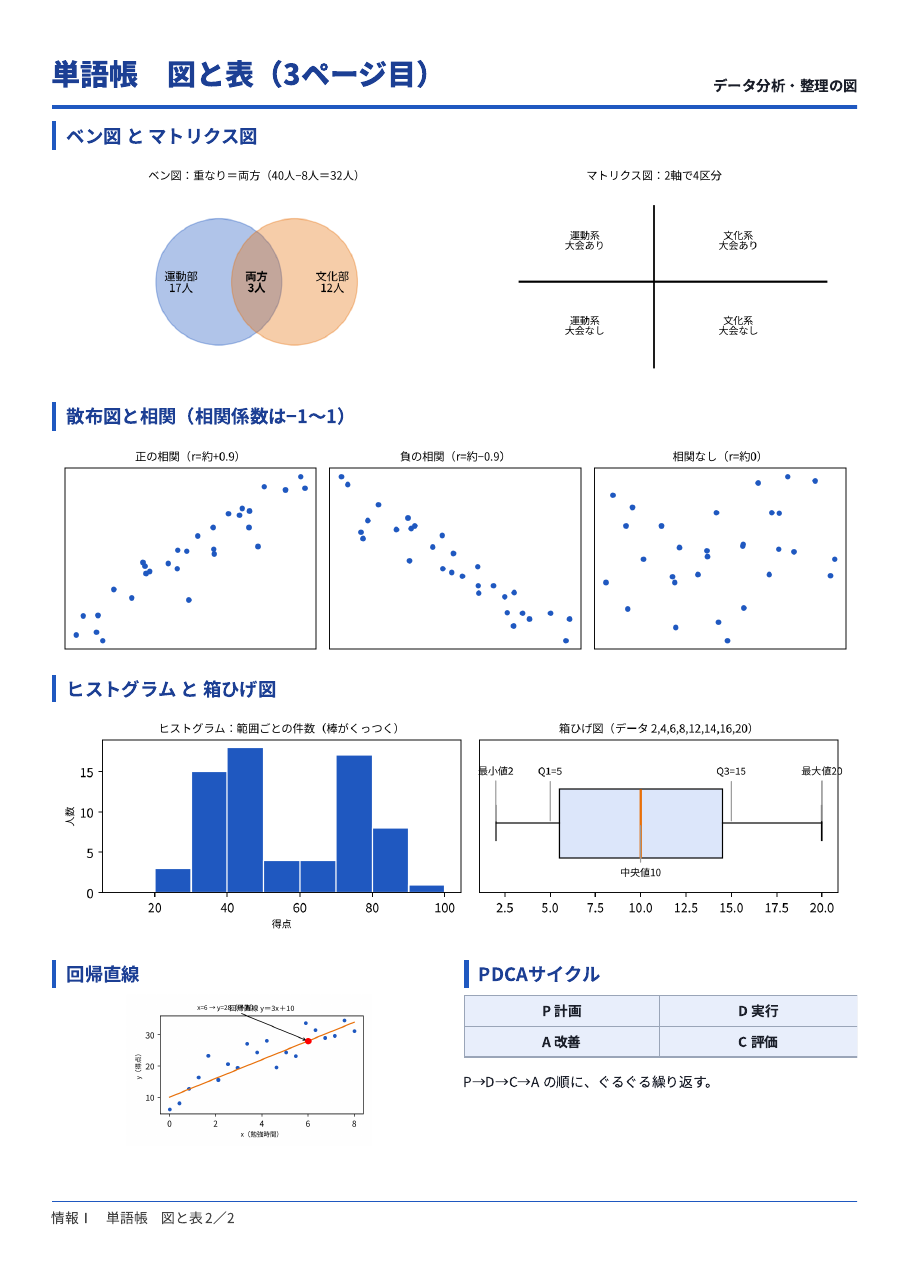 単語帳　図と表（3ページ目）
データ分析・整理の図
ベン図 と マトリクス図
ベン図：重なり＝両方（40人−8人＝32人）
運動部
17人
両方
3人
文化部
12人
マトリクス図：2軸で4区分
運動系
大会あり
文化系
大会あり
運動系
大会なし
文化系
大会なし
散布図と相関（相関係数は−1〜1）
正の相関（r=約+0.9）
負の相関（r=約−0.9）
相関なし（r=約0）
ヒストグラム と 箱ひげ図
ヒストグラム：範囲ごとの件数（棒がくっつく）
人数
15
10
5
0
20 40 60 80 100
得点
箱ひげ図（データ 2,4,6,8,12,14,16,20）
最小値2 Q1=5 Q3=15 最大値20
中央値10
2.5 5.0 7.5 10.0 12.5 15.0 17.5 20.0
回帰直線
x=6 → y=28
回帰直線 y＝3x＋10
y（得点）
30
20
10
0 2 4 6 8
x（勉強時間）
PDCAサイクル
P 計画 D 実行
A 改善 C 評価
P→D→C→A の順に、ぐるぐる繰り返す。
情報Ⅰ　単語帳　図と表2／2